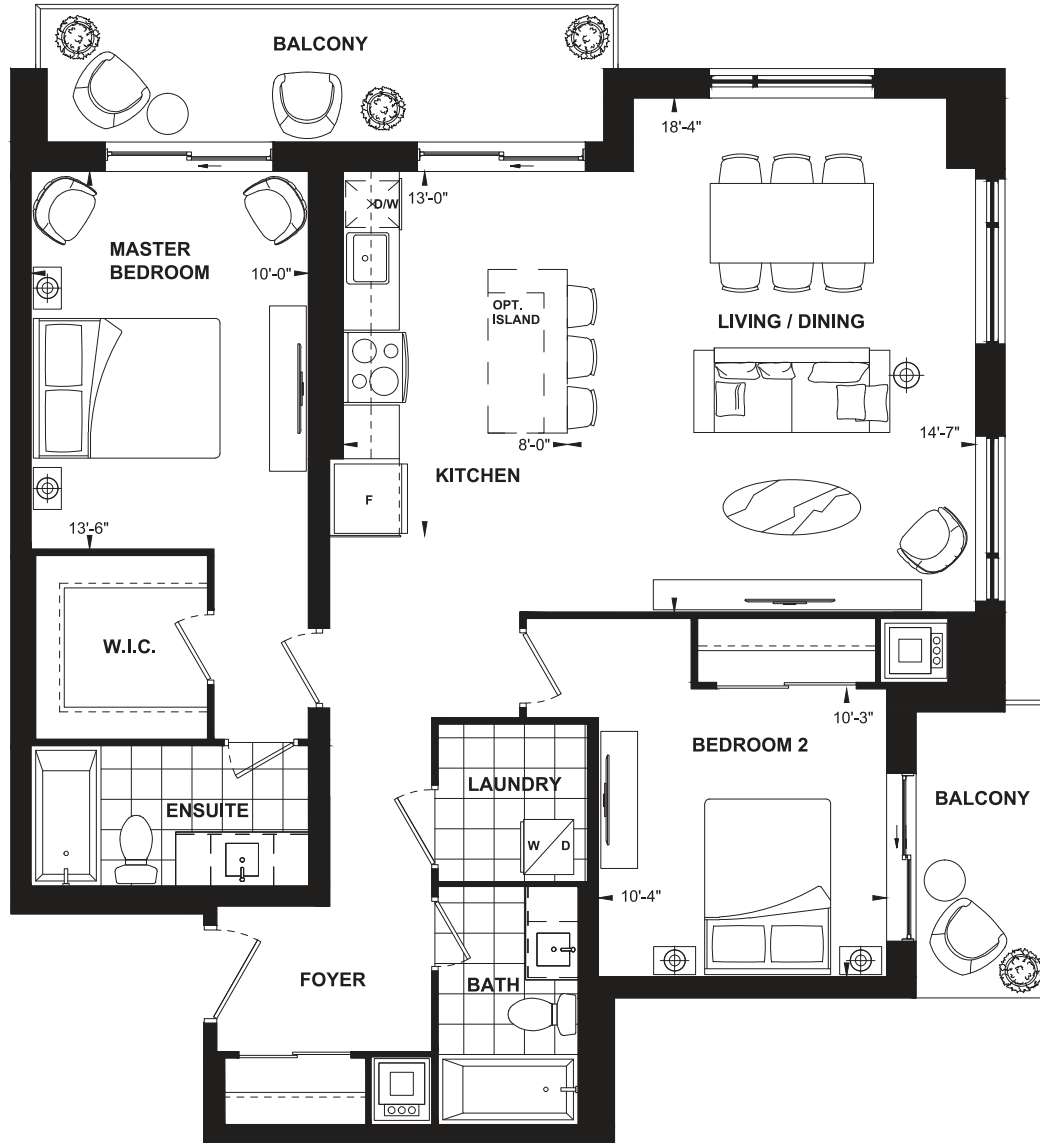 BALCONY
18'-4"
D/W
13'-0"
MASTER
BEDROOM
10'-0"
OPT.
ISLAND
LIVING / DINING
8'-0"
14'-7"
KITCHEN
F
13'-6"
W.I.C.
10'-3"
BEDROOM 2
LAUNDRY
BALCONY
ENSUITE
W
D
10'-4"
FOYER
BATH